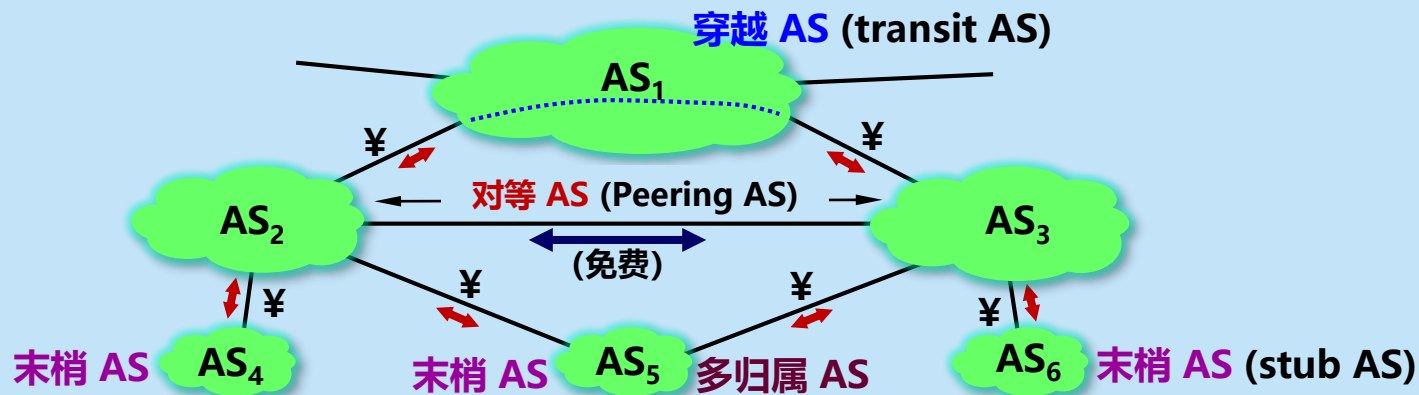 穿越 AS (transit AS)
AS₁
¥
¥
对等 AS (Peering AS)
AS₂
AS₃
(免费)
¥
¥
¥
¥
末梢 AS
AS₄
末梢 AS
AS₅
多归属 AS
AS₆
末梢 AS (stub AS)